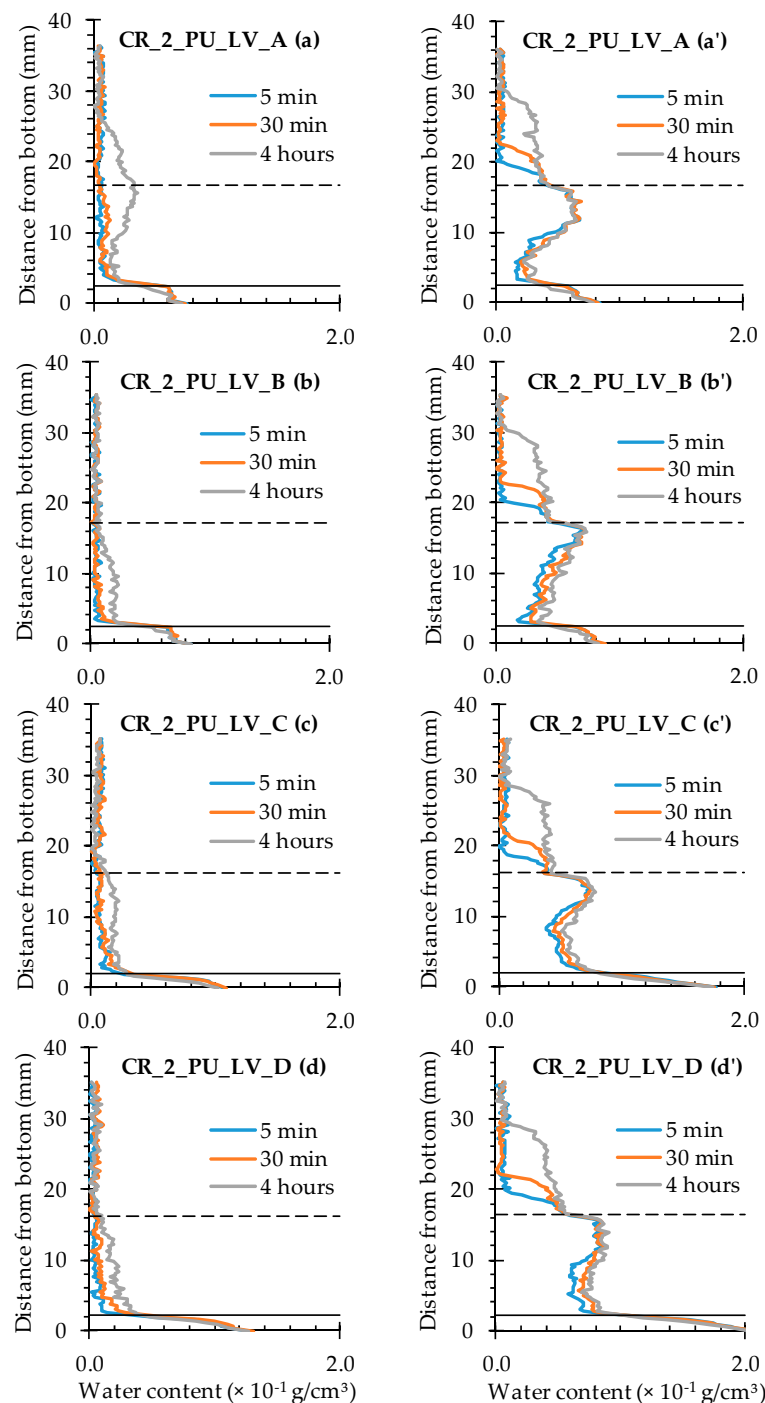 CR_2_PU_LV_A (a)
Distance from bottom (mm)
40
30
20
10
0
5 min
30 min
4 hours
0.0 2.0
CR_2_PU_LV_A (a')
Distance from bottom (mm)
40
30
20
10
0
5 min
30 min
4 hours
0.0 2.0
CR_2_PU_LV_B (b)
Distance from bottom (mm)
40
30
20
10
0
5 min
30 min
4 hours
0.0 2.0
CR_2_PU_LV_B (b')
Distance from bottom (mm)
40
30
20
10
0
5 min
30 min
4 hours
0.0 2.0
CR_2_PU_LV_C (c)
Distance from bottom (mm)
40
30
20
10
0
5 min
30 min
4 hours
0.0 2.0
CR_2_PU_LV_C (c')
Distance from bottom (mm)
40
30
20
10
0
5 min
30 min
4 hours
0.0 2.0
CR_2_PU_LV_D (d)
Distance from bottom (mm)
40
30
20
10
0
5 min
30 min
4 hours
0.0 2.0
Water content (× 10⁻¹ g/cm³)
CR_2_PU_LV_D (d')
Distance from bottom (mm)
40
30
20
10
0
5 min
30 min
4 hours
0.0 2.0
Water content (× 10⁻¹ g/cm³)